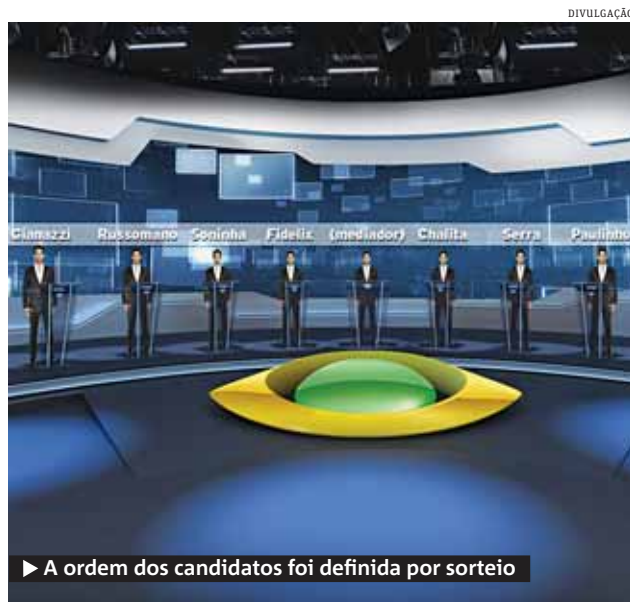 DIVULGAÇÃO
Gianazzi Russomano Soninha Fidelix (mediador) Chalita Serra Paulinho
▶ A ordem dos candidatos foi definida por sorteio